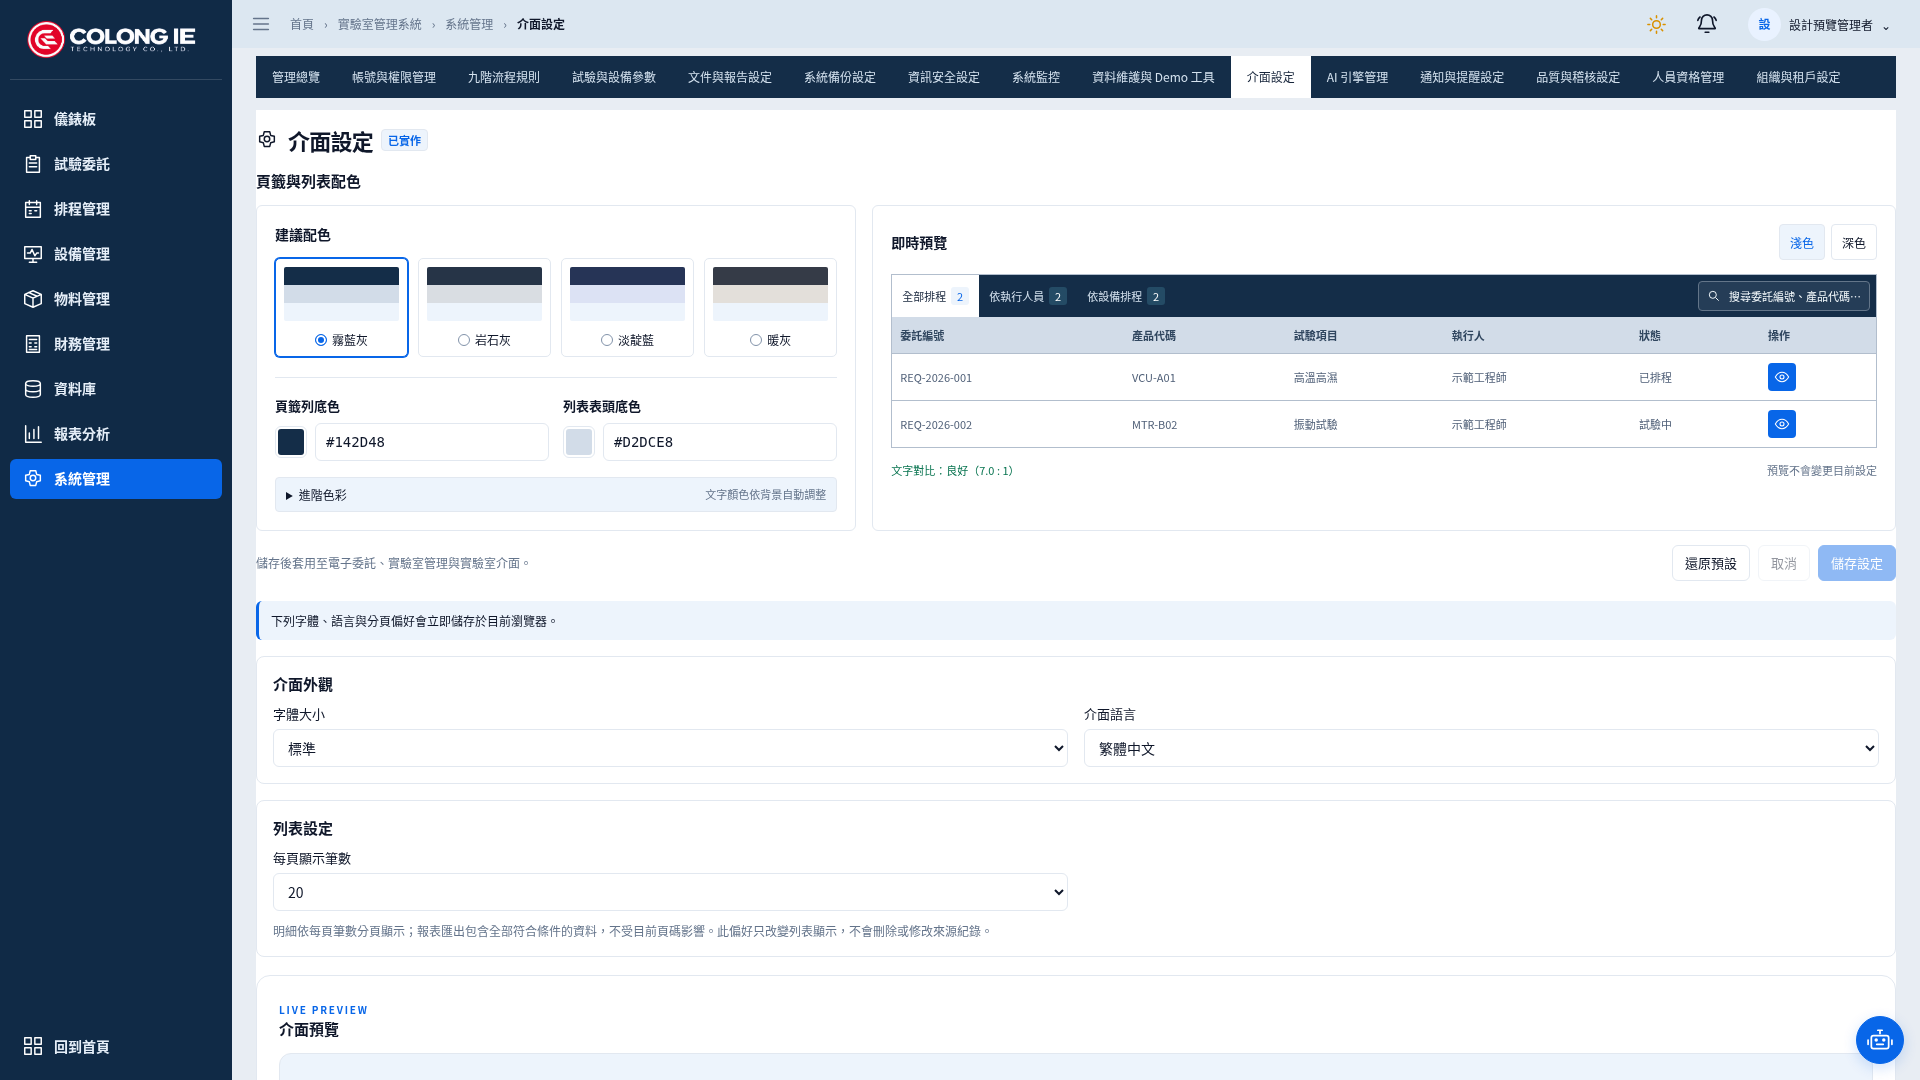 COLONG IE
TECHNOLOGY CO., LTD.
首頁 › 實驗室管理系統 › 系統管理 › 介面設定
設 設計預覽管理者
儀錶板
試驗委託
排程管理
設備管理
物料管理
財務管理
資料庫
報表分析
系統管理
回到首頁
管理總覽 帳號與權限管理 九階流程規則 試驗與設備參數 文件與報告設定 系統備份設定 資訊安全設定 系統監控 資料維護與 Demo 工具 介面設定 AI 引擎管理 通知與提醒設定 品質與稽核設定 人員資格管理 組織與租戶設定
介面設定 已實作
頁籤與列表配色
建議配色
霧藍灰 岩石灰 淡靛藍 暖灰
頁籤列底色 列表表頭底色
#142D48 #D2DCE8
▶ 進階色彩 文字顏色依背景自動調整
即時預覽 淺色 深色
全部排程 2 依執行人員 2 依設備排程 2 搜尋委託編號、產品代碼…
委託編號 產品代碼 試驗項目 執行人 狀態 操作
REQ-2026-001 VCU-A01 高溫高濕 示範工程師 已排程
REQ-2026-002 MTR-B02 振動試驗 示範工程師 試驗中
文字對比：良好（7.0 : 1） 預覽不會變更目前設定
儲存後套用至電子委託、實驗室管理與實驗室介面。 還原預設 取消 儲存設定
下列字體、語言與分頁偏好會立即儲存於目前瀏覽器。
介面外觀
字體大小 介面語言
標準 繁體中文
列表設定
每頁顯示筆數
20
明細依每頁筆數分頁顯示；報表匯出包含全部符合條件的資料，不受目前頁碼影響。此偏好只改變列表顯示，不會刪除或修改來源紀錄。
LIVE PREVIEW
介面預覽